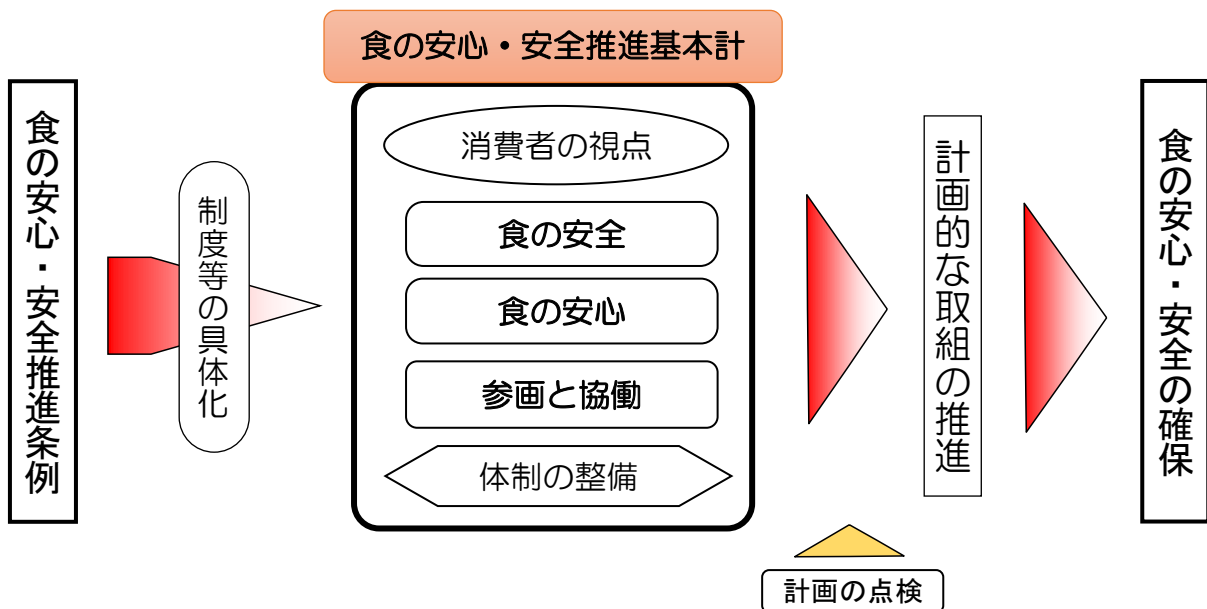 食の安心・安全推進基本計
食の安心・安全推進条例
制度等の具体化
消費者の視点
食の安全
食の安心
参画と協働
体制の整備
計画的な取組の推進
食の安心・安全の確保
計画の点検